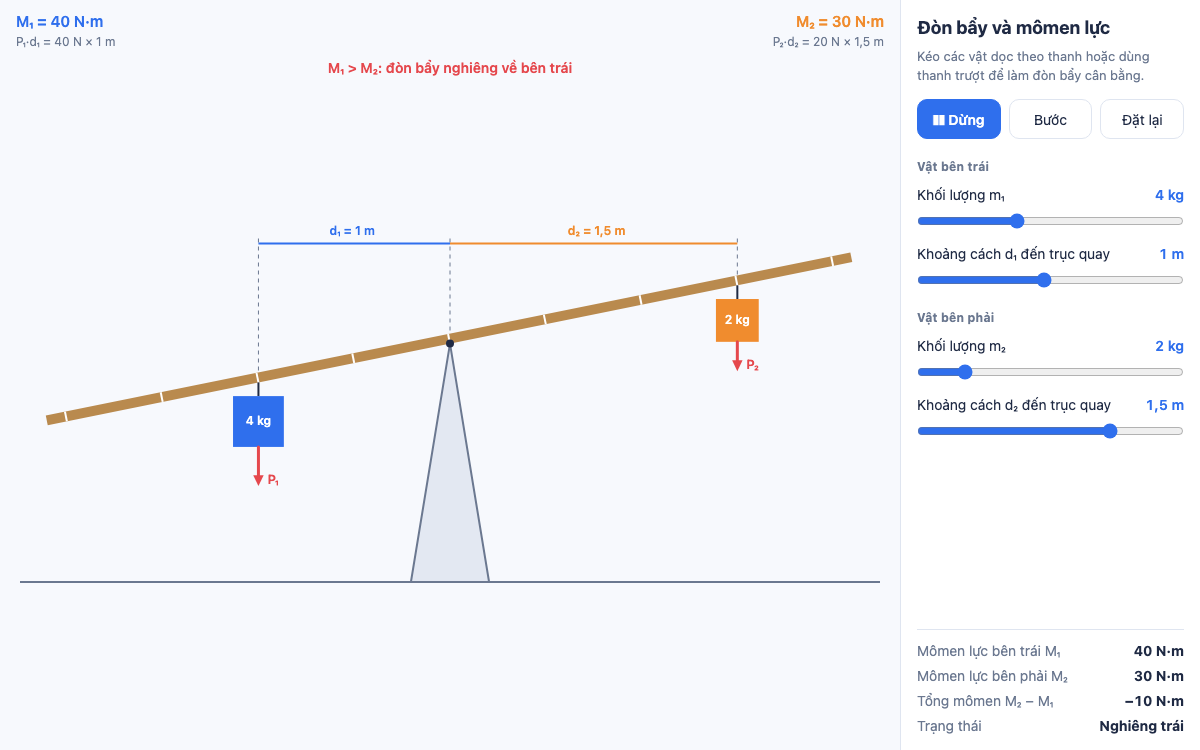 M₁ = 40 N·m
P₁·d₁ = 40 N × 1 m
M₂ = 30 N·m
P₂·d₂ = 20 N × 1,5 m
M₁ > M₂: đòn bẩy nghiêng về bên trái
d₁ = 1 m
d₂ = 1,5 m
2 kg
P₂
4 kg
P₁
Đòn bẩy và mômen lực
Kéo các vật dọc theo thanh hoặc dùng
thanh trượt để làm đòn bẩy cân bằng.
Dừng
Bước
Đặt lại
Vật bên trái
Khối lượng m₁ 4 kg
Khoảng cách d₁ đến trục quay 1 m
Vật bên phải
Khối lượng m₂ 2 kg
Khoảng cách d₂ đến trục quay 1,5 m
Mômen lực bên trái M₁ 40 N·m
Mômen lực bên phải M₂ 30 N·m
Tổng mômen M₂ − M₁ −10 N·m
Trạng thái Nghiêng trái